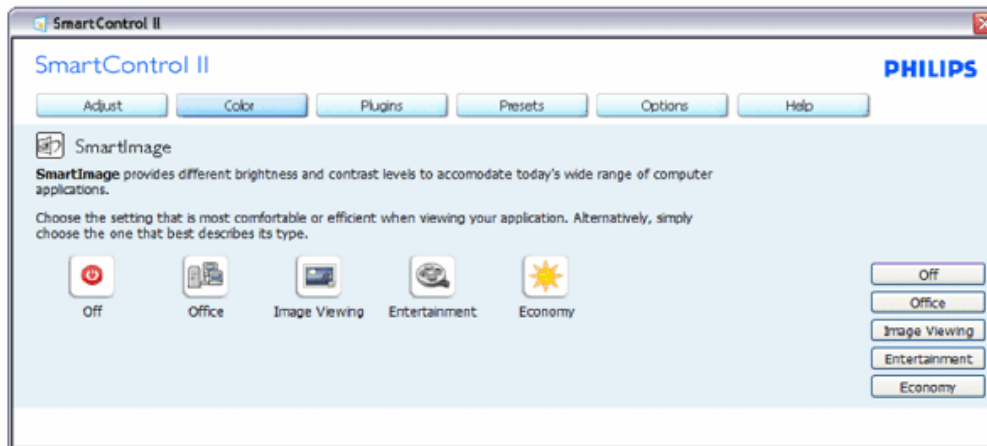 SmartControl II
SmartControl II
PHILIPS
Adjust Color Plugins Presets Options Help
SmartImage
SmartImage provides different brightness and contrast levels to accomodate today's wide range of computer
applications.
Choose the setting that is most comfortable or efficient when viewing your application. Alternatively, simply
choose the one that best describes its type.
Off Office Image Viewing Entertainment Economy
Off
Office
Image Viewing
Entertainment
Economy